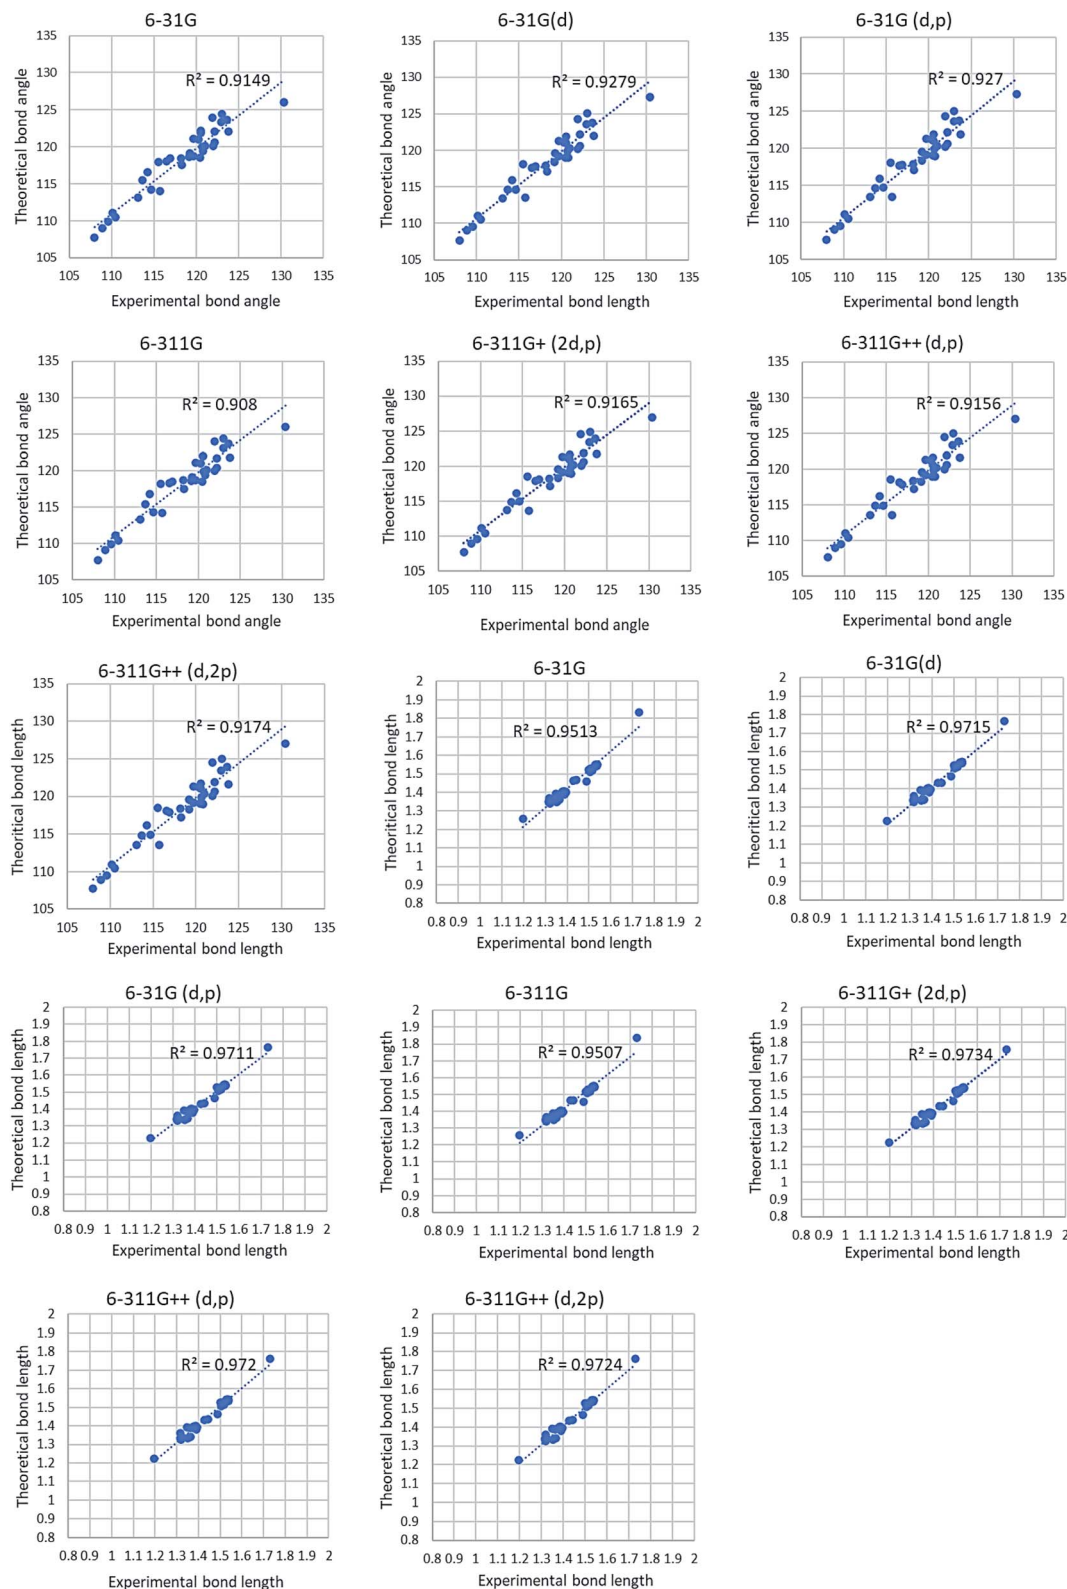 6-31G
135
130
125
120
115
110
105
R² = 0.9149
Theoretical bond angle
105 110 115 120 125 130 135
Experimental bond angle
6-31G(d)
135
130
125
120
115
110
105
R² = 0.9279
Theoretical bond angle
105 110 115 120 125 130 135
Experimental bond length
6-31G (d,p)
135
130
125
120
115
110
105
R² = 0.927
Theoretical bond angle
105 110 115 120 125 130 135
Experimental bond length
6-311G
135
130
125
120
115
110
105
R² = 0.908
Theoretical bond angle
105 110 115 120 125 130 135
Experimental bond angle
6-311G+ (2d,p)
135
130
125
120
115
110
105
R² = 0.9165
Theoretical bond angle
105 110 115 120 125 130 135
Experimental bond angle
6-311G++ (d,p)
135
130
125
120
115
110
105
R² = 0.9156
Theoretical bond angle
105 110 115 120 125 130 135
Experimental bond angle
6-311G++ (d,2p)
135
130
125
120
115
110
105
R² = 0.9174
Theoritical bond length
105 110 115 120 125 130 135
Experimental bond length
6-31G
2
1.9
1.8
1.7
1.6
1.5
1.4
1.3
1.2
1.1
1
0.9
0.8
R² = 0.9513
Theoritical bond length
0.8 0.9 1 1.1 1.2 1.3 1.4 1.5 1.6 1.7 1.8 1.9 2
Experimental bond length
6-31G(d)
2
1.9
1.8
1.7
1.6
1.5
1.4
1.3
1.2
1.1
1
0.9
0.8
R² = 0.9715
Theoretical bond length
0.8 0.9 1 1.1 1.2 1.3 1.4 1.5 1.6 1.7 1.8 1.9 2
Experimental bond length
6-31G (d,p)
2
1.9
1.8
1.7
1.6
1.5
1.4
1.3
1.2
1.1
1
0.9
0.8
R² = 0.9711
Theoretical bond length
0.8 0.9 1 1.1 1.2 1.3 1.4 1.5 1.6 1.7 1.8 1.9 2
Experimental bond length
6-311G
2
1.9
1.8
1.7
1.6
1.5
1.4
1.3
1.2
1.1
1
0.9
0.8
R² = 0.9507
Theoretical bond length
0.8 0.9 1 1.1 1.2 1.3 1.4 1.5 1.6 1.7 1.8 1.9 2
Experimental bond length
6-311G+ (2d,p)
2
1.9
1.8
1.7
1.6
1.5
1.4
1.3
1.2
1.1
1
0.9
0.8
R² = 0.9734
Theoretical bond length
0.8 0.9 1 1.1 1.2 1.3 1.4 1.5 1.6 1.7 1.8 1.9 2
Experimental bond length
6-311G++ (d,p)
2
1.9
1.8
1.7
1.6
1.5
1.4
1.3
1.2
1.1
1
0.9
0.8
R² = 0.972
Theoretical bond length
0.8 0.9 1 1.1 1.2 1.3 1.4 1.5 1.6 1.7 1.8 1.9 2
Experimental bond length
6-311G++ (d,2p)
2
1.9
1.8
1.7
1.6
1.5
1.4
1.3
1.2
1.1
1
0.9
0.8
R² = 0.9724
Theoretical bond length
0.8 0.9 1 1.1 1.2 1.3 1.4 1.5 1.6 1.7 1.8 1.9 2
Experimental bond length